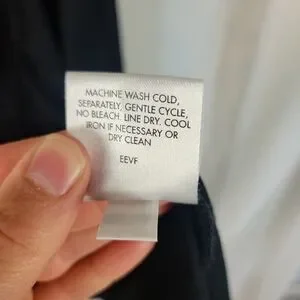 MACHINE WASH COLD,
SEPARATELY. GENTLE CYCLE,
NO BLEACH. LINE DRY. COOL
IRON IF NECESSARY OR
DRY CLEAN
EEVF